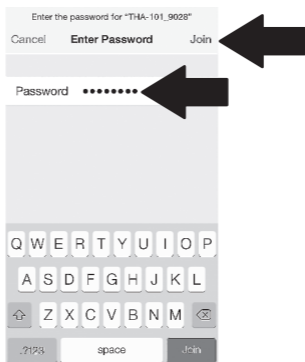 Enter the password for "THA-101_9028"
Cancel Enter Password Join
Password ••••••••
Q W E R T Y U I O P
A S D F G H J K L
Z X C V B N M
.?123 space Join